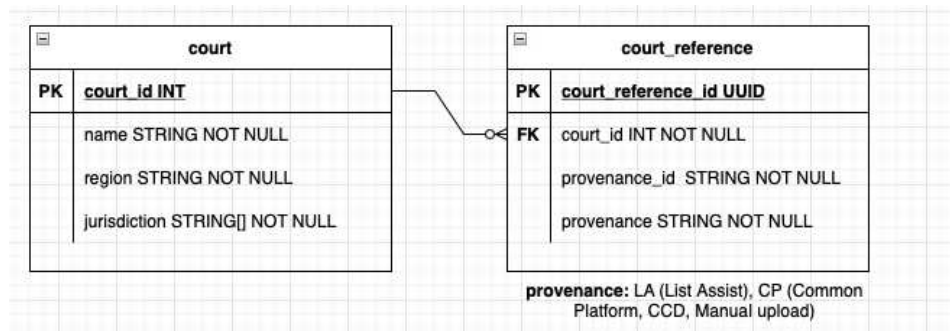 court
PK court_id INT
name STRING NOT NULL
region STRING NOT NULL
jurisdiction STRING[] NOT NULL
court_reference
PK court_reference_id UUID
FK court_id INT NOT NULL
provenance_id STRING NOT NULL
provenance STRING NOT NULL
provenance: LA (List Assist), CP (Common
Platform, CCD, Manual upload)